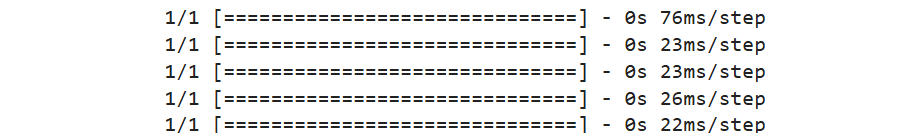 1/1 [==============================] - 0s 76ms/step
1/1 [==============================] - 0s 23ms/step
1/1 [==============================] - 0s 23ms/step
1/1 [==============================] - 0s 26ms/step
1/1 [==============================] - 0s 22ms/step